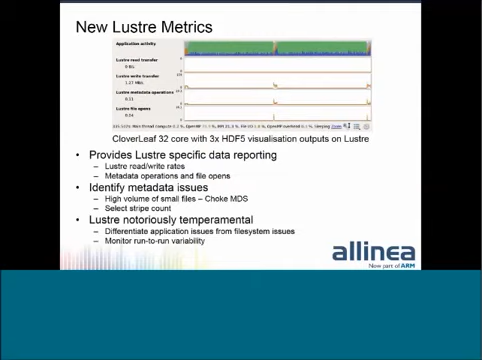 New Lustre Metrics
Application activity
Lustre read transfer
0 B/s
Lustre write transfer
Lustre metadata operations
Lustre file opens
CloverLeaf 32 core with 3x HDF5 visualisation outputs on Lustre
• Provides Lustre specific data reporting
– Lustre read/write rates
– Metadata operations and file opens
• Identify metadata issues
– High volume of small files – Choke MDS
– Select stripe count
• Lustre notoriously temperamental
– Differentiate application issues from filesystem issues
– Monitor run-to-run variability
allinea
Now part of ARM